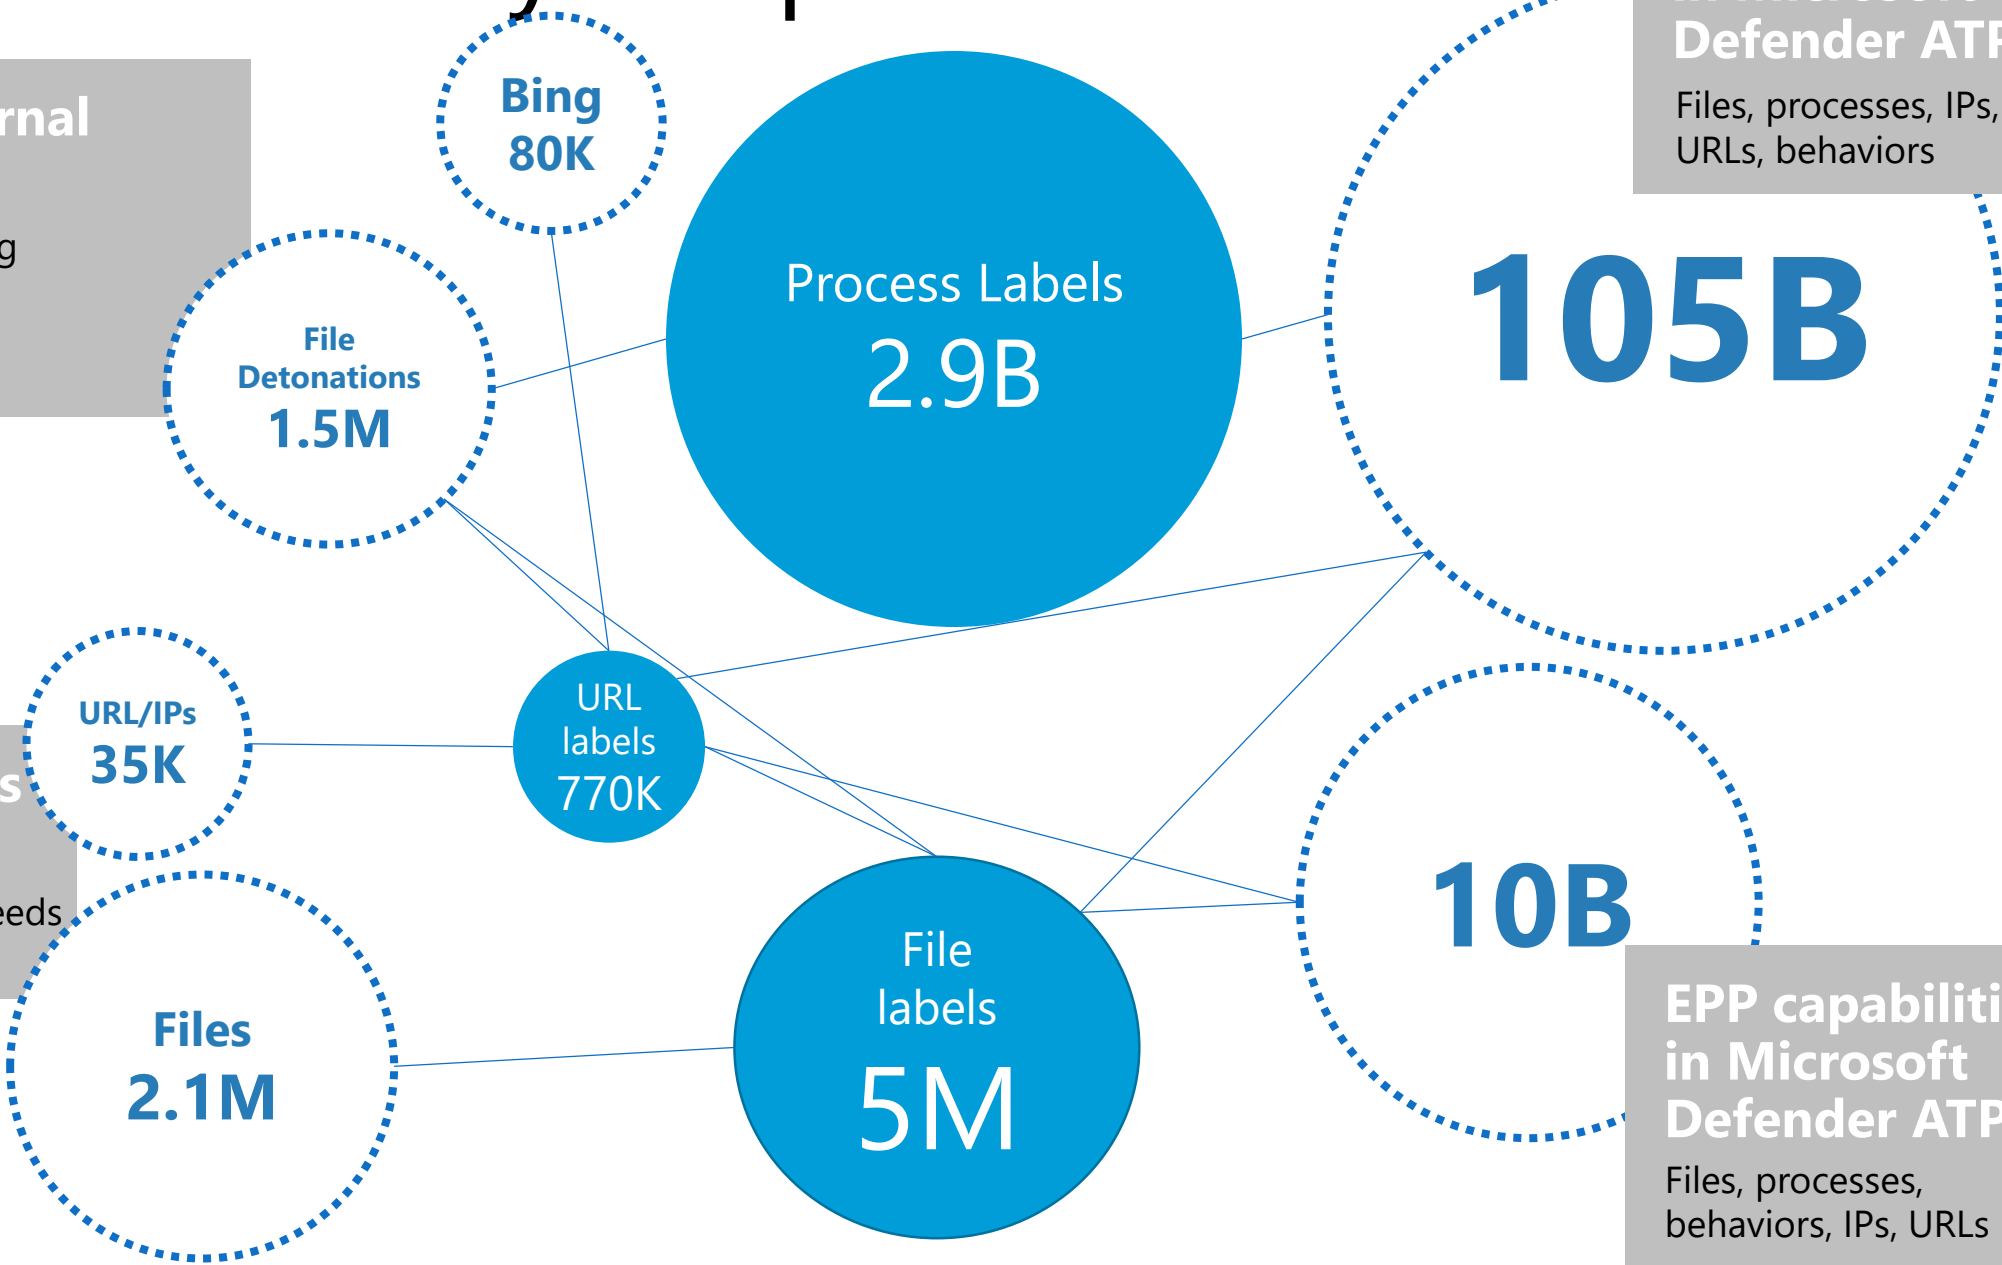 Defender ATP
Files, processes, IPs,
URLs, behaviors
Bing
80K
Process Labels
2.9B
105B
File
Detonations
1.5M
URL/IPs
35K
URL
labels
770K
10B
Files
2.1M
File
labels
5M
EPP capabiliti
in Microsoft
Defender ATP
Files, processes,
behaviors, IPs, URLs